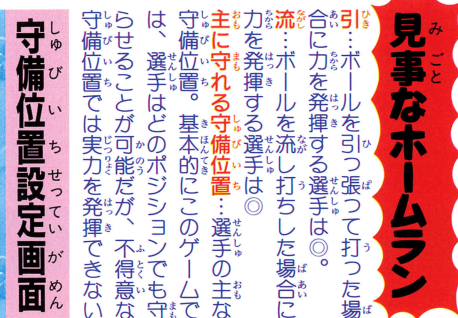 見事なホームラン
引…ボールを引っ張って打った場
合に力を発揮する選手は◎。
流…ボールを流し打ちした場合に
力を発揮する選手は◎
主に守れる守備位置…選手の主な
守備位置。基本的にこのゲームで
は、選手はどのポジションでも守
らせることが可能だが、不得意な
守備位置では実力を発揮できない
守備位置設定画面